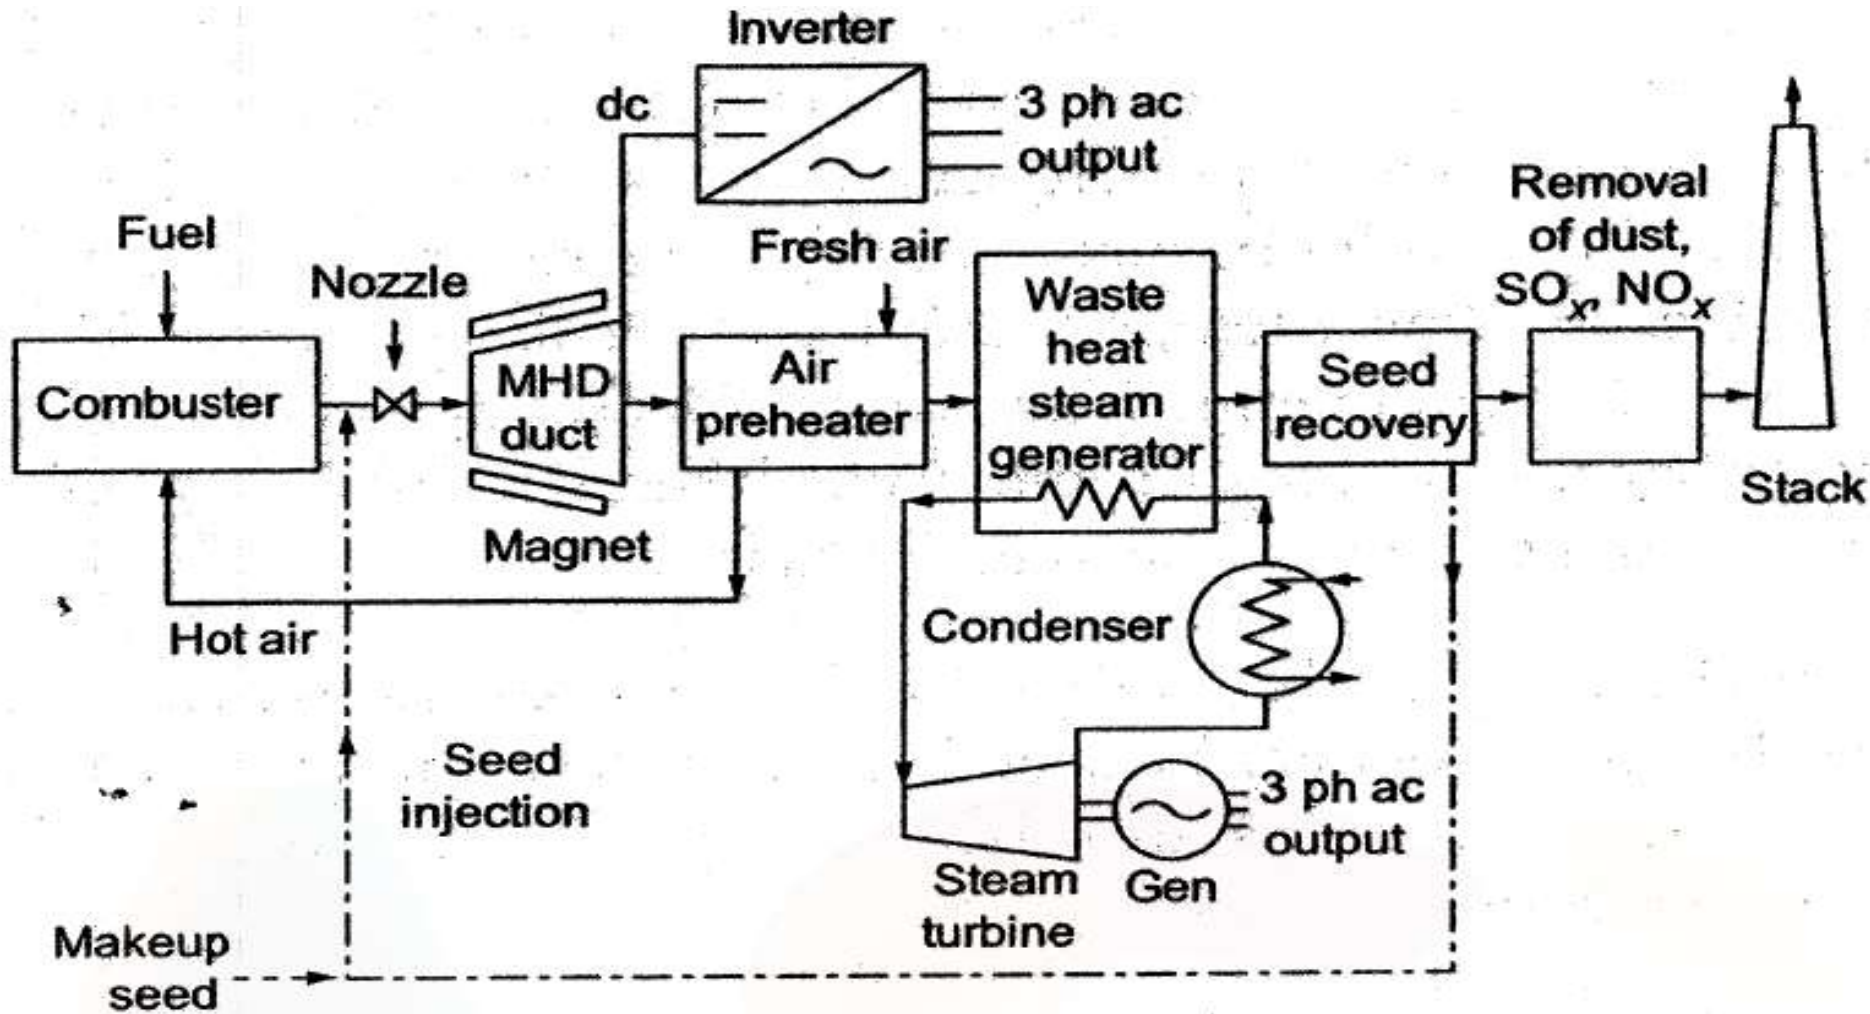 Inverter
dc
3 ph ac
output
Fuel
Nozzle
Fresh air
Removal
of dust,
SOx, NOx
Combuster
MHD
duct
Air
preheater
Waste
heat
steam
generator
Seed
recovery
Stack
Magnet
Hot air
Condenser
Seed
injection
3 ph ac
output
Steam
turbine
Gen
Makeup
seed